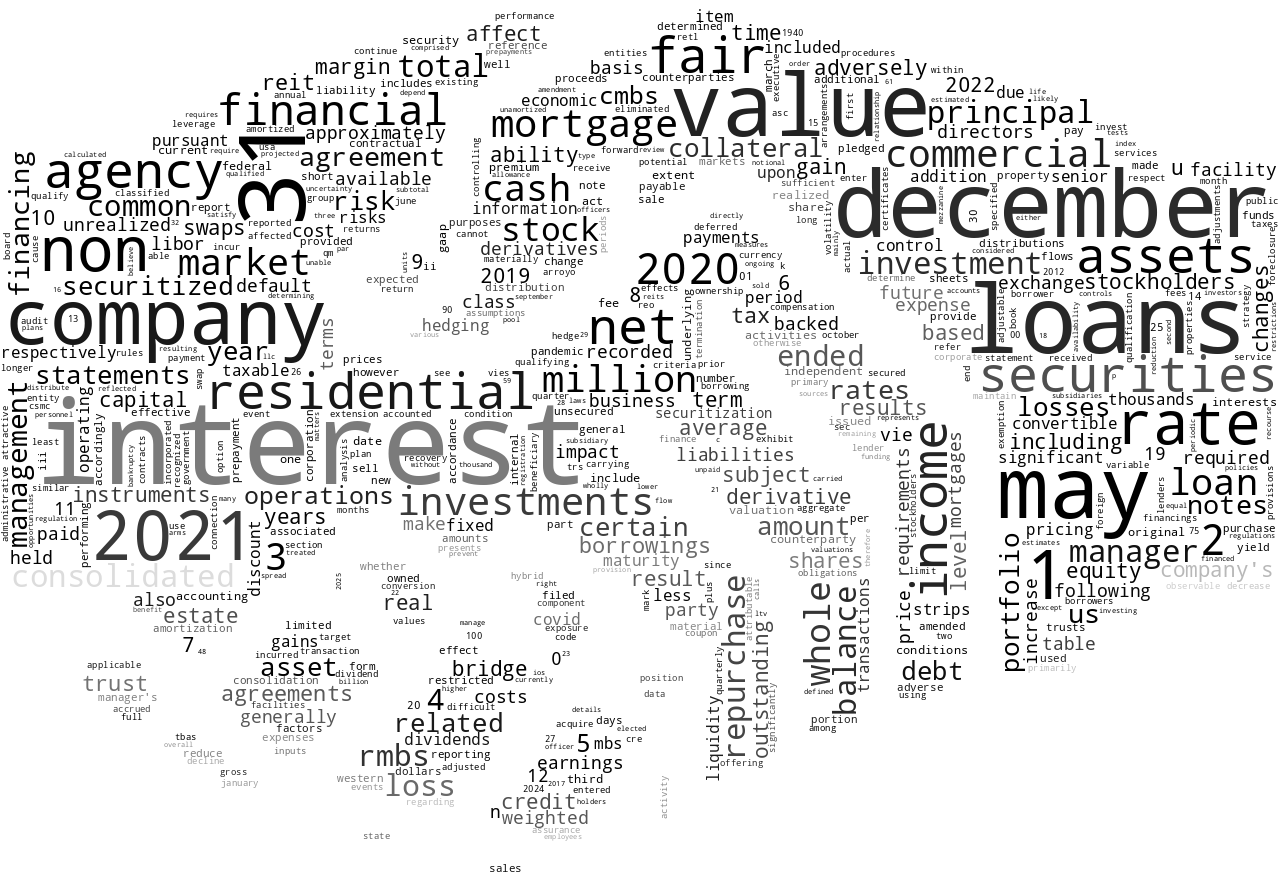 performance
item
security
affect
determined
retl
time
1940
comprised
continue
reference
prepayments
margin
total
well
entities
fair
included
procedures
reit
liability
includes
existing
proceeds
basis
counterparties
march
executive
order
adversely
additional
61
within
2022
due
life
likely
annual
depend
amendment
economic
cmbs
eliminated
value
first
relationship
estimated
principal
requires
leverage
financial
amortized
unamortized
mortgage
asc
15
arrangements
directors
pay
invest
tests
pursuant
current
require
31
usa
projected
approximately
contractual
controlling
ability
type
forward
review
collateral
pledged
commercial
index
services
calculated
agency
federal
qualified
agreement
premium
receive
potential
markets
notional
upon
gain
enter
addition
property
senior
made
respect
u
facility
month
financing
qualify
classified
short
available
cash
allowance
note
extent
sufficient
realized
december
certificates
mezzanine
specified
30
either
adjustments
public
funds
taxes
common
report
satisfy
uncertainty
group
risk
subtotal
june
information
officers
act
payable
sale
shares
long
10
unrealized
32
reported
three
risks
returns
purposes
cannot
stock
periods
directly
deferred
volatility
mainly
actual
board
cause
non
believe
able
libor
swaps
incur
affected
cost
provided
par
qm
gaap
derivatives
payments
measures
control
distributions
considered
flows
assets
foreclosure
market
unable
expected
return
units
9
ii
materially
change
2019
arroyo
distribution
2020
currency
ongoing
k
01
sold
6
investment
determine
sheets
2012
exchange
stockholders
16
securitized
default
determining
90
class
assumptions
september
8
effects
reits
ownership
period
compensation
future
accounts
borrower
controls
fees
14
investors
strategy
restrictions
changes
company
audit
plans
13
terms
hedging
various
pool
fee
reo
net
underlying
termination
tax
backed
activities
october
otherwise
expense
provide
based
adjustable
book
00
18
loans
availability
qualification
reduction
25
second
properties
respectively
rules
resulting
year
llc
prices
hedge
29
pandemic
recorded
ended
refer
corporate
statement
received
service
longer
statements
payment
swap
taxable
26
however
see
vies
59
qualifying
million
criteria
prior
number
borrowing
independent
primary
sources
secured
end
maintain
securities
p
distribute
entity
csmc
personnel
reflected
capital
effective
residential
quarter
28
laws
business
term
rates
results
issued
represents
losses
convertible
subsidiaries
thousands
interests
management
administrative
attractive
least
iii
operating
accordingly
interest
event
extension
accounted
condition
unsecured
securitization
average
exhibit
sec
remaining
vie
lender
funding
including
significant
rate
periodic
recourse
exemption
bankruptcy
contracts
incorporated
recognized
government
option
prepayment
one
corporation
matters
analysis
date
plan
sell
new
recovery
without
thousand
accordance
internal
registration
beneficiary
general
subsidiary
impact
trs
carrying
include
wholly
lower
finance
c
liabilities
unpaid
subject
carried
income
variable
19
required
policies
similar
instruments
many
operations
months
investments
flow
21
derivative
valuation
aggregate
requirements
stockholders
level
mortgages
may
foreign
lenders
equal
loan
notes
provisions
opportunities
11
regulation
paid
performing
2021
use
arms
connection
years
associated
make
amounts
fixed
part
certain
amount
per
counterparty
pricing
financings
original
75
purchase
regulations
held
discount
3
section
treated
spread
presents
prevent
borrowings
since
shares
valuations
therefore
obligations
price
limit
estimates
1
manager
2
financed
yield
consolidated
2025
whether
hybrid
maturity
provision
result
mark
less
plus
portfolio
equity
company's
observable
decrease
also
benefit
accounting
owned
conversion
22
right
filed
component
party
repurchase
attributable
calls
ltv
whole
balance
transactions
strips
amended
two
following
except
borrowers
investing
us
estate
amortization
limited
real
values
manage
covid
exposure
code
material
coupon
outstanding
conditions
increase
trusts
table
used
primarily
7
48
gains
target
incurred
transaction
100
effect
0
23
debt
adverse
using
applicable
trust
manager's
accrued
full
asset
consolidation
form
dividend
billion
bridge
restricted
ios
currently
position
data
liquidity
quarterly
significantly
defined
portion
among
agreements
facilities
generally
factors
20
4
higher
difficult
costs
related
details
acquire
days
elected
tbas
overall
reduce
decline
expenses
inputs
rmbs
dividends
reporting
adjusted
27
officer
5
mbs
cre
offering
gross
january
western
events
dollars
loss
regarding
earnings
12
2017
third
2024
entered
credit
holders
activity
n
weighted
assurance
employees
state
sales